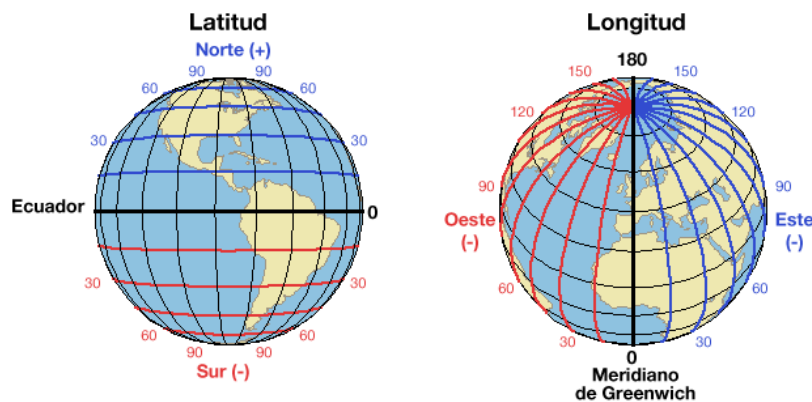 Latitud
Norte (+)
90 90
60 60
30 30
Ecuador 0
30 30
60 60
90 90
Sur (-)
Longitud
180
150 150
120 120
90 90
Oeste Este
(-) (-)
60 60
30 30
0
Meridiano
de Greenwich